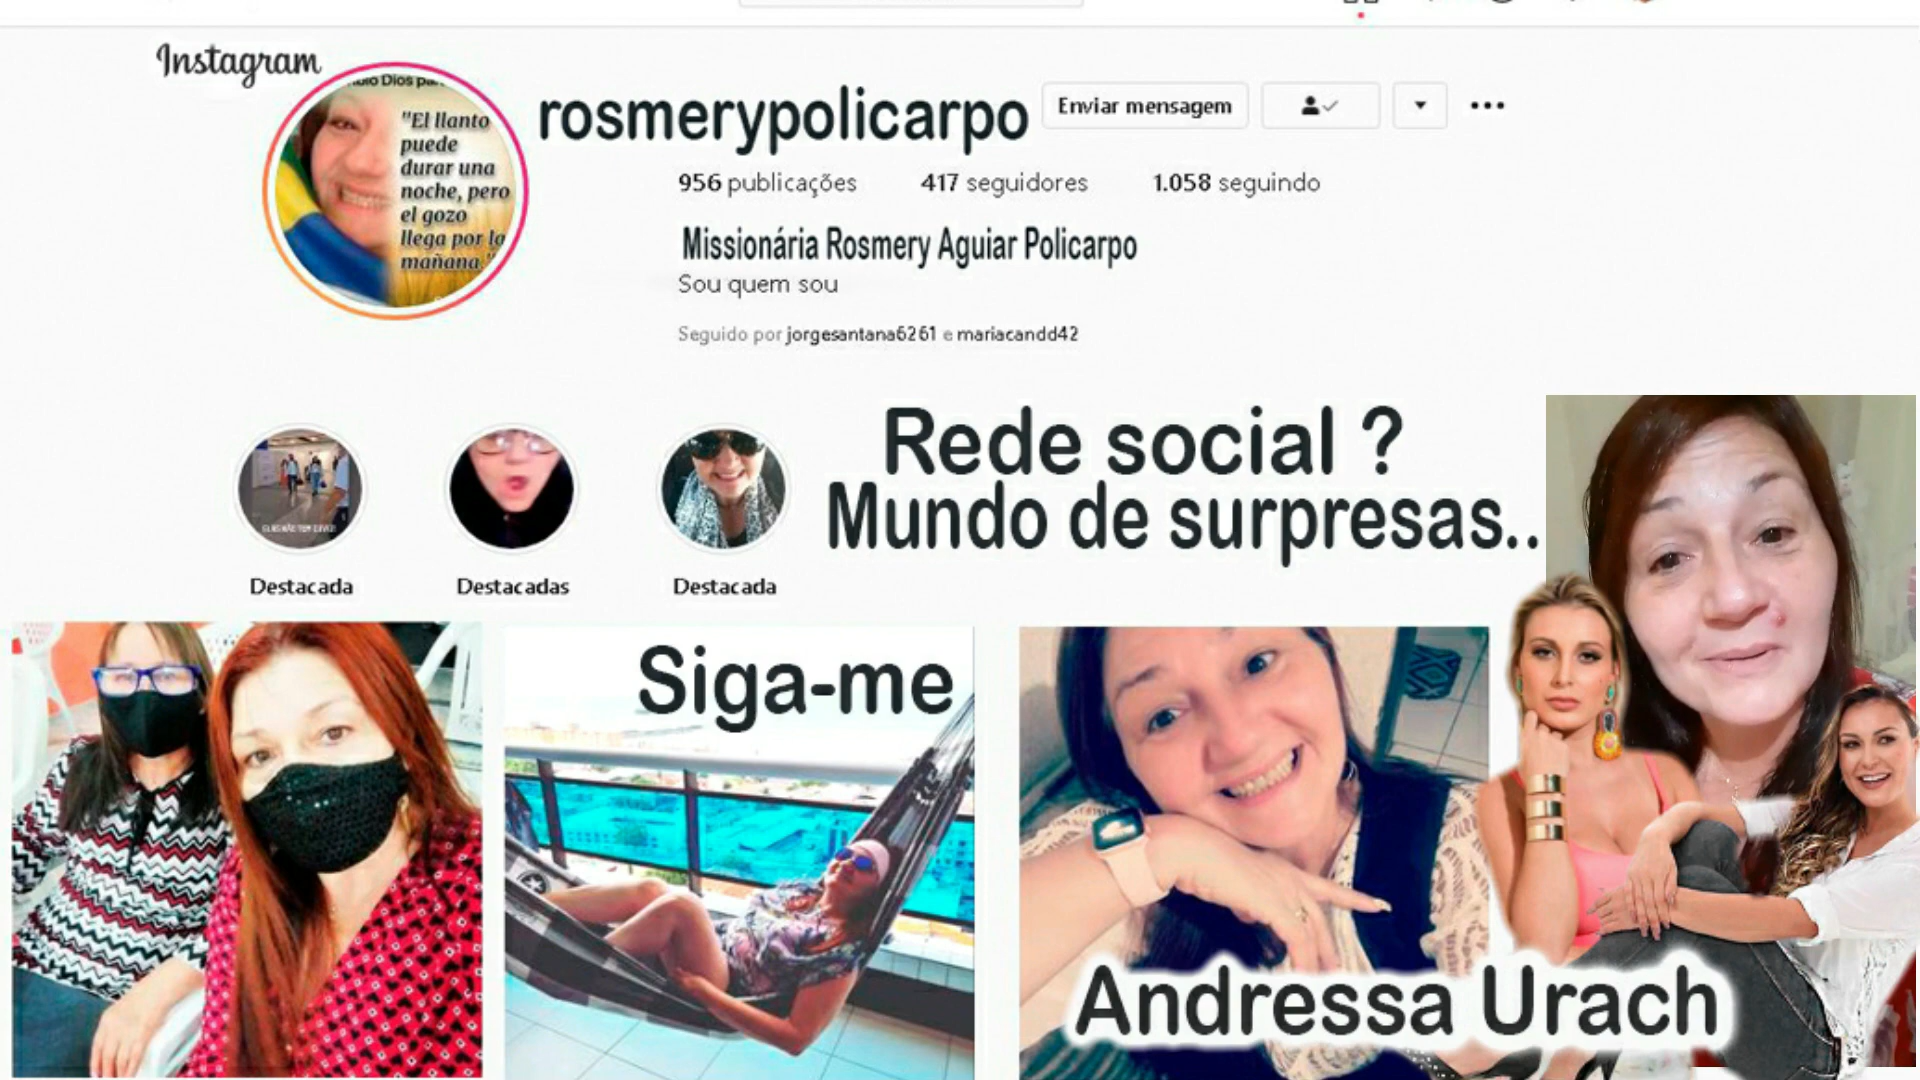 Instagram
Dios
"El llanto
puede
durar una
noche, pero
el gozo
llega por la
mañana."
rosmerypolicarpo
Enviar mensagem
956 publicações 417 seguidores 1.058 seguindo
Missionária Rosmery Aguiar Policarpo
Sou quem sou
Seguido por jorgesantana6261 e mariacandd42
Rede social ?
Mundo de surpresas..
Destacada
Destacadas
Destacada
Siga-me
Andressa Urach